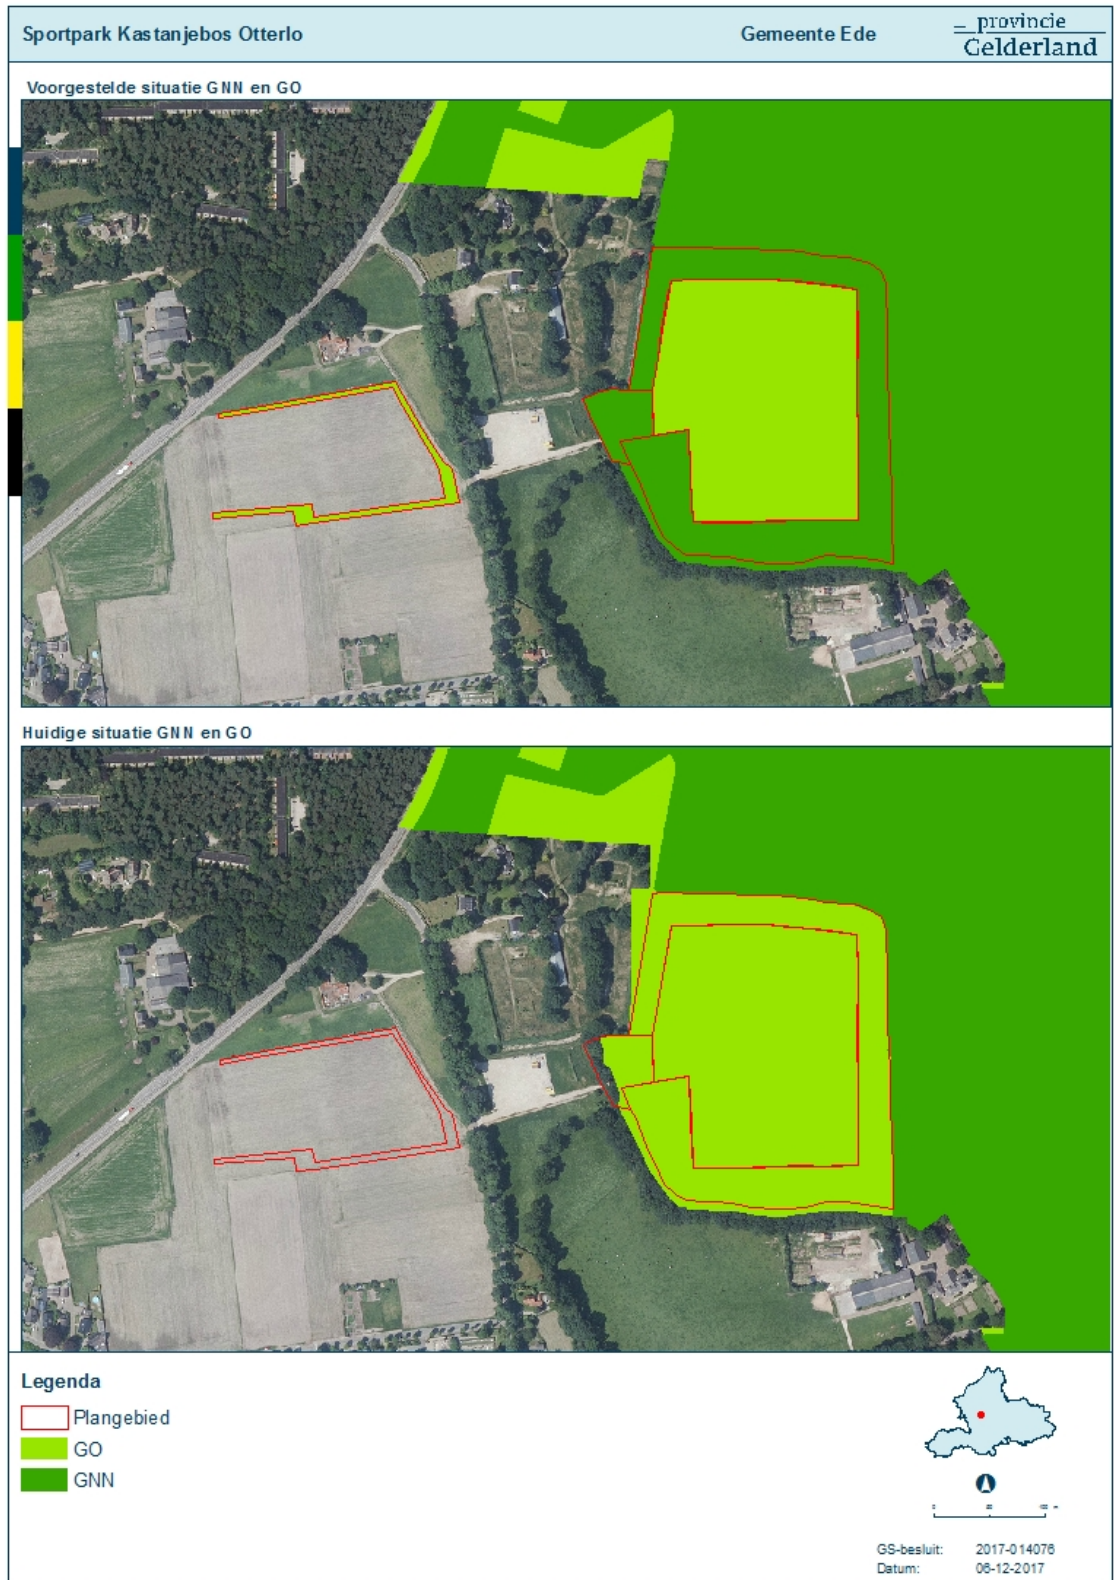 Sportpark Kastanjebos Otterlo
Gemeente Ede
provincie
Gelderland
Voorgestelde situatie GNN en GO
Huidige situatie GNN en GO
Legenda
Plangebied
GO
GNN
GS-besluit: 2017-014076
Datum: 06-12-2017